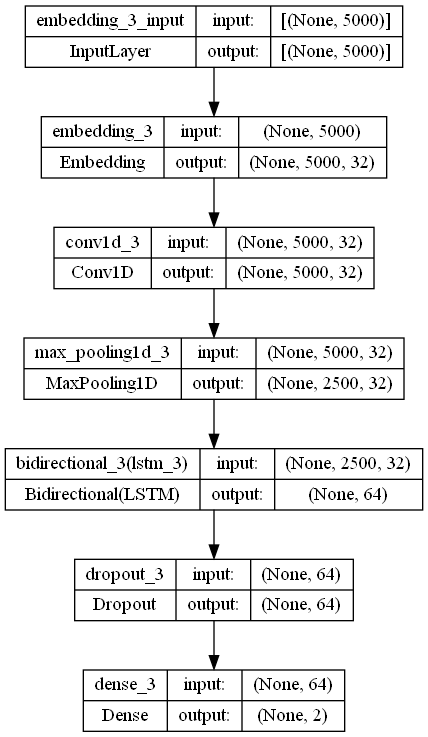 embedding_3_input input: [(None, 5000)]
InputLayer output: [(None, 5000)]
embedding_3 input: (None, 5000)
Embedding output: (None, 5000, 32)
conv1d_3 input: (None, 5000, 32)
Conv1D output: (None, 5000, 32)
max_pooling1d_3 input: (None, 5000, 32)
MaxPooling1D output: (None, 2500, 32)
bidirectional_3(lstm_3) input: (None, 2500, 32)
Bidirectional(LSTM) output: (None, 64)
dropout_3 input: (None, 64)
Dropout output: (None, 64)
dense_3 input: (None, 64)
Dense output: (None, 2)